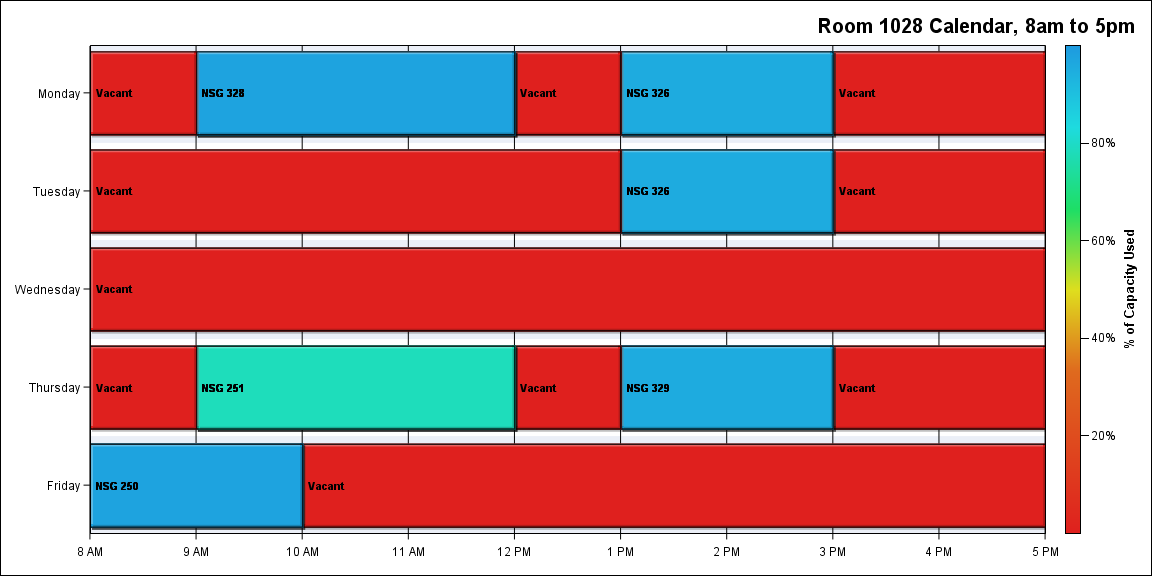 Room 1028 Calendar, 8am to 5pm
Monday
Vacant
NSG 328
Vacant
NSG 326
Vacant
Tuesday
Vacant
NSG 326
Vacant
Wednesday
Vacant
Thursday
Vacant
NSG 251
Vacant
NSG 329
Vacant
Friday
NSG 250
Vacant
8 AM
9 AM
10 AM
11 AM
12 PM
1 PM
2 PM
3 PM
4 PM
5 PM
80%
60%
40%
20%
% of Capacity Used